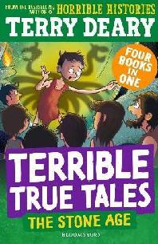 HORRIBLE HISTORIES
TERRY DEARY
FOUR
BOOKS IN
ONE
TERRIBLE
TRUE TALES
THE STONE AGE